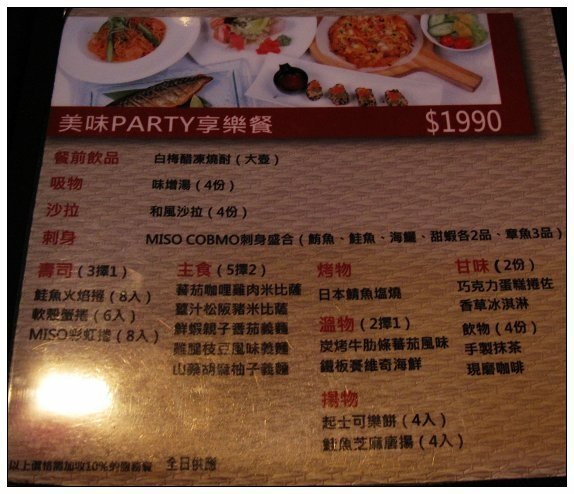 美味PARTY享樂餐 $1990
餐前飲品 白梅醋凍燒酎（大壺）
吸物 味增湯（4份）
沙拉 和風沙拉（4份）
刺身 MISO COBMO刺身盛合（鮪魚、鮭魚、海鱺、甜蝦各2品、章魚3品）
壽司（3擇1）
鮭魚火焰捲（8入）
軟殼蟹捲（6入）
MISO彩虹捲（8入）
主食（5擇2）
蕃茄咖哩雞肉米比薩
薑汁松阪豬米比薩
鮮蝦親子蕃茄義麵
雞腿枝豆風味義麵
山藥胡麻柚子義麵
烤物
日本鯖魚塩燒
溫物（2擇1）
炭烤牛肋條蕃茄風味
鐵板賽維奇海鮮
揚物
起士可樂餅（4入）
鮭魚芝麻唐揚（4入）
甘味（2份）
巧克力蛋糕捲佐
香草冰淇淋
飲物（4份）
手製抹茶
現磨咖啡
以上價格需加收10%的服務費 全日供應